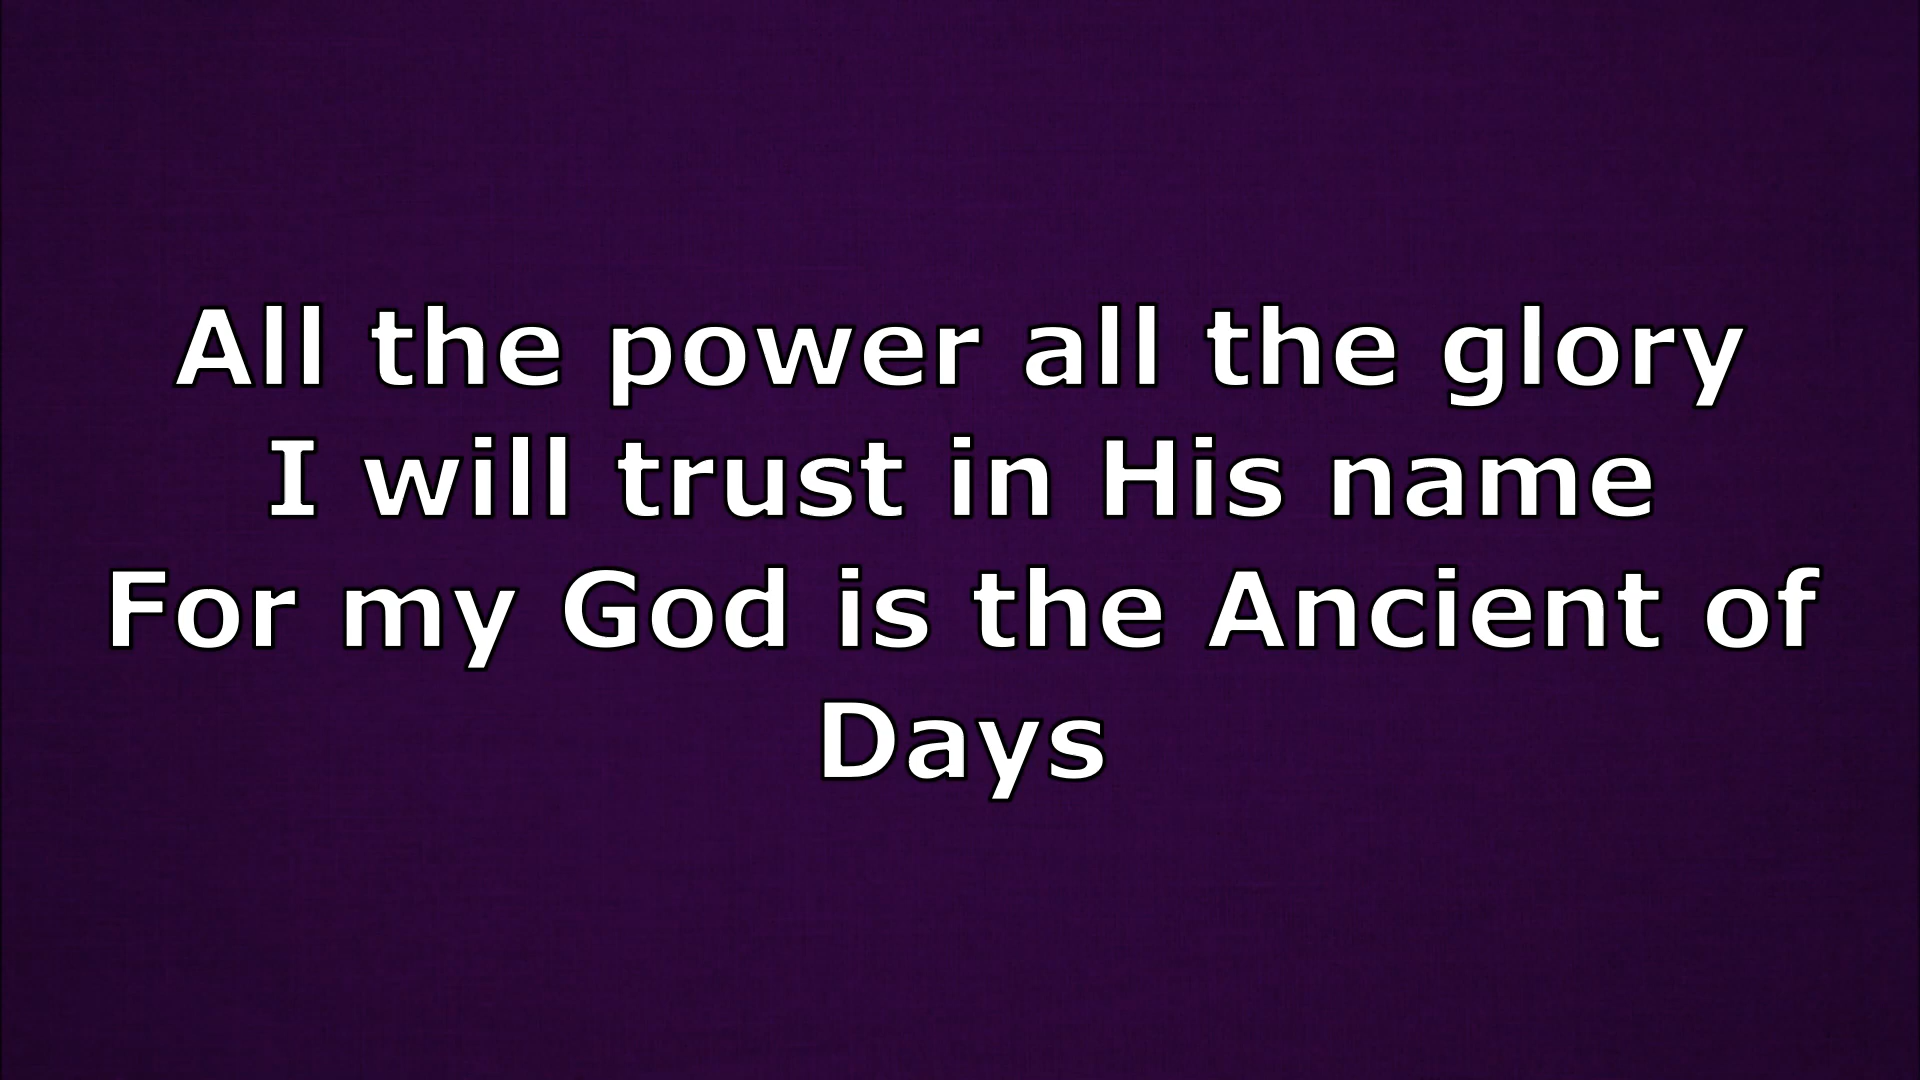 All the power all the glory
I will trust in His name
For my God is the Ancient of
Days